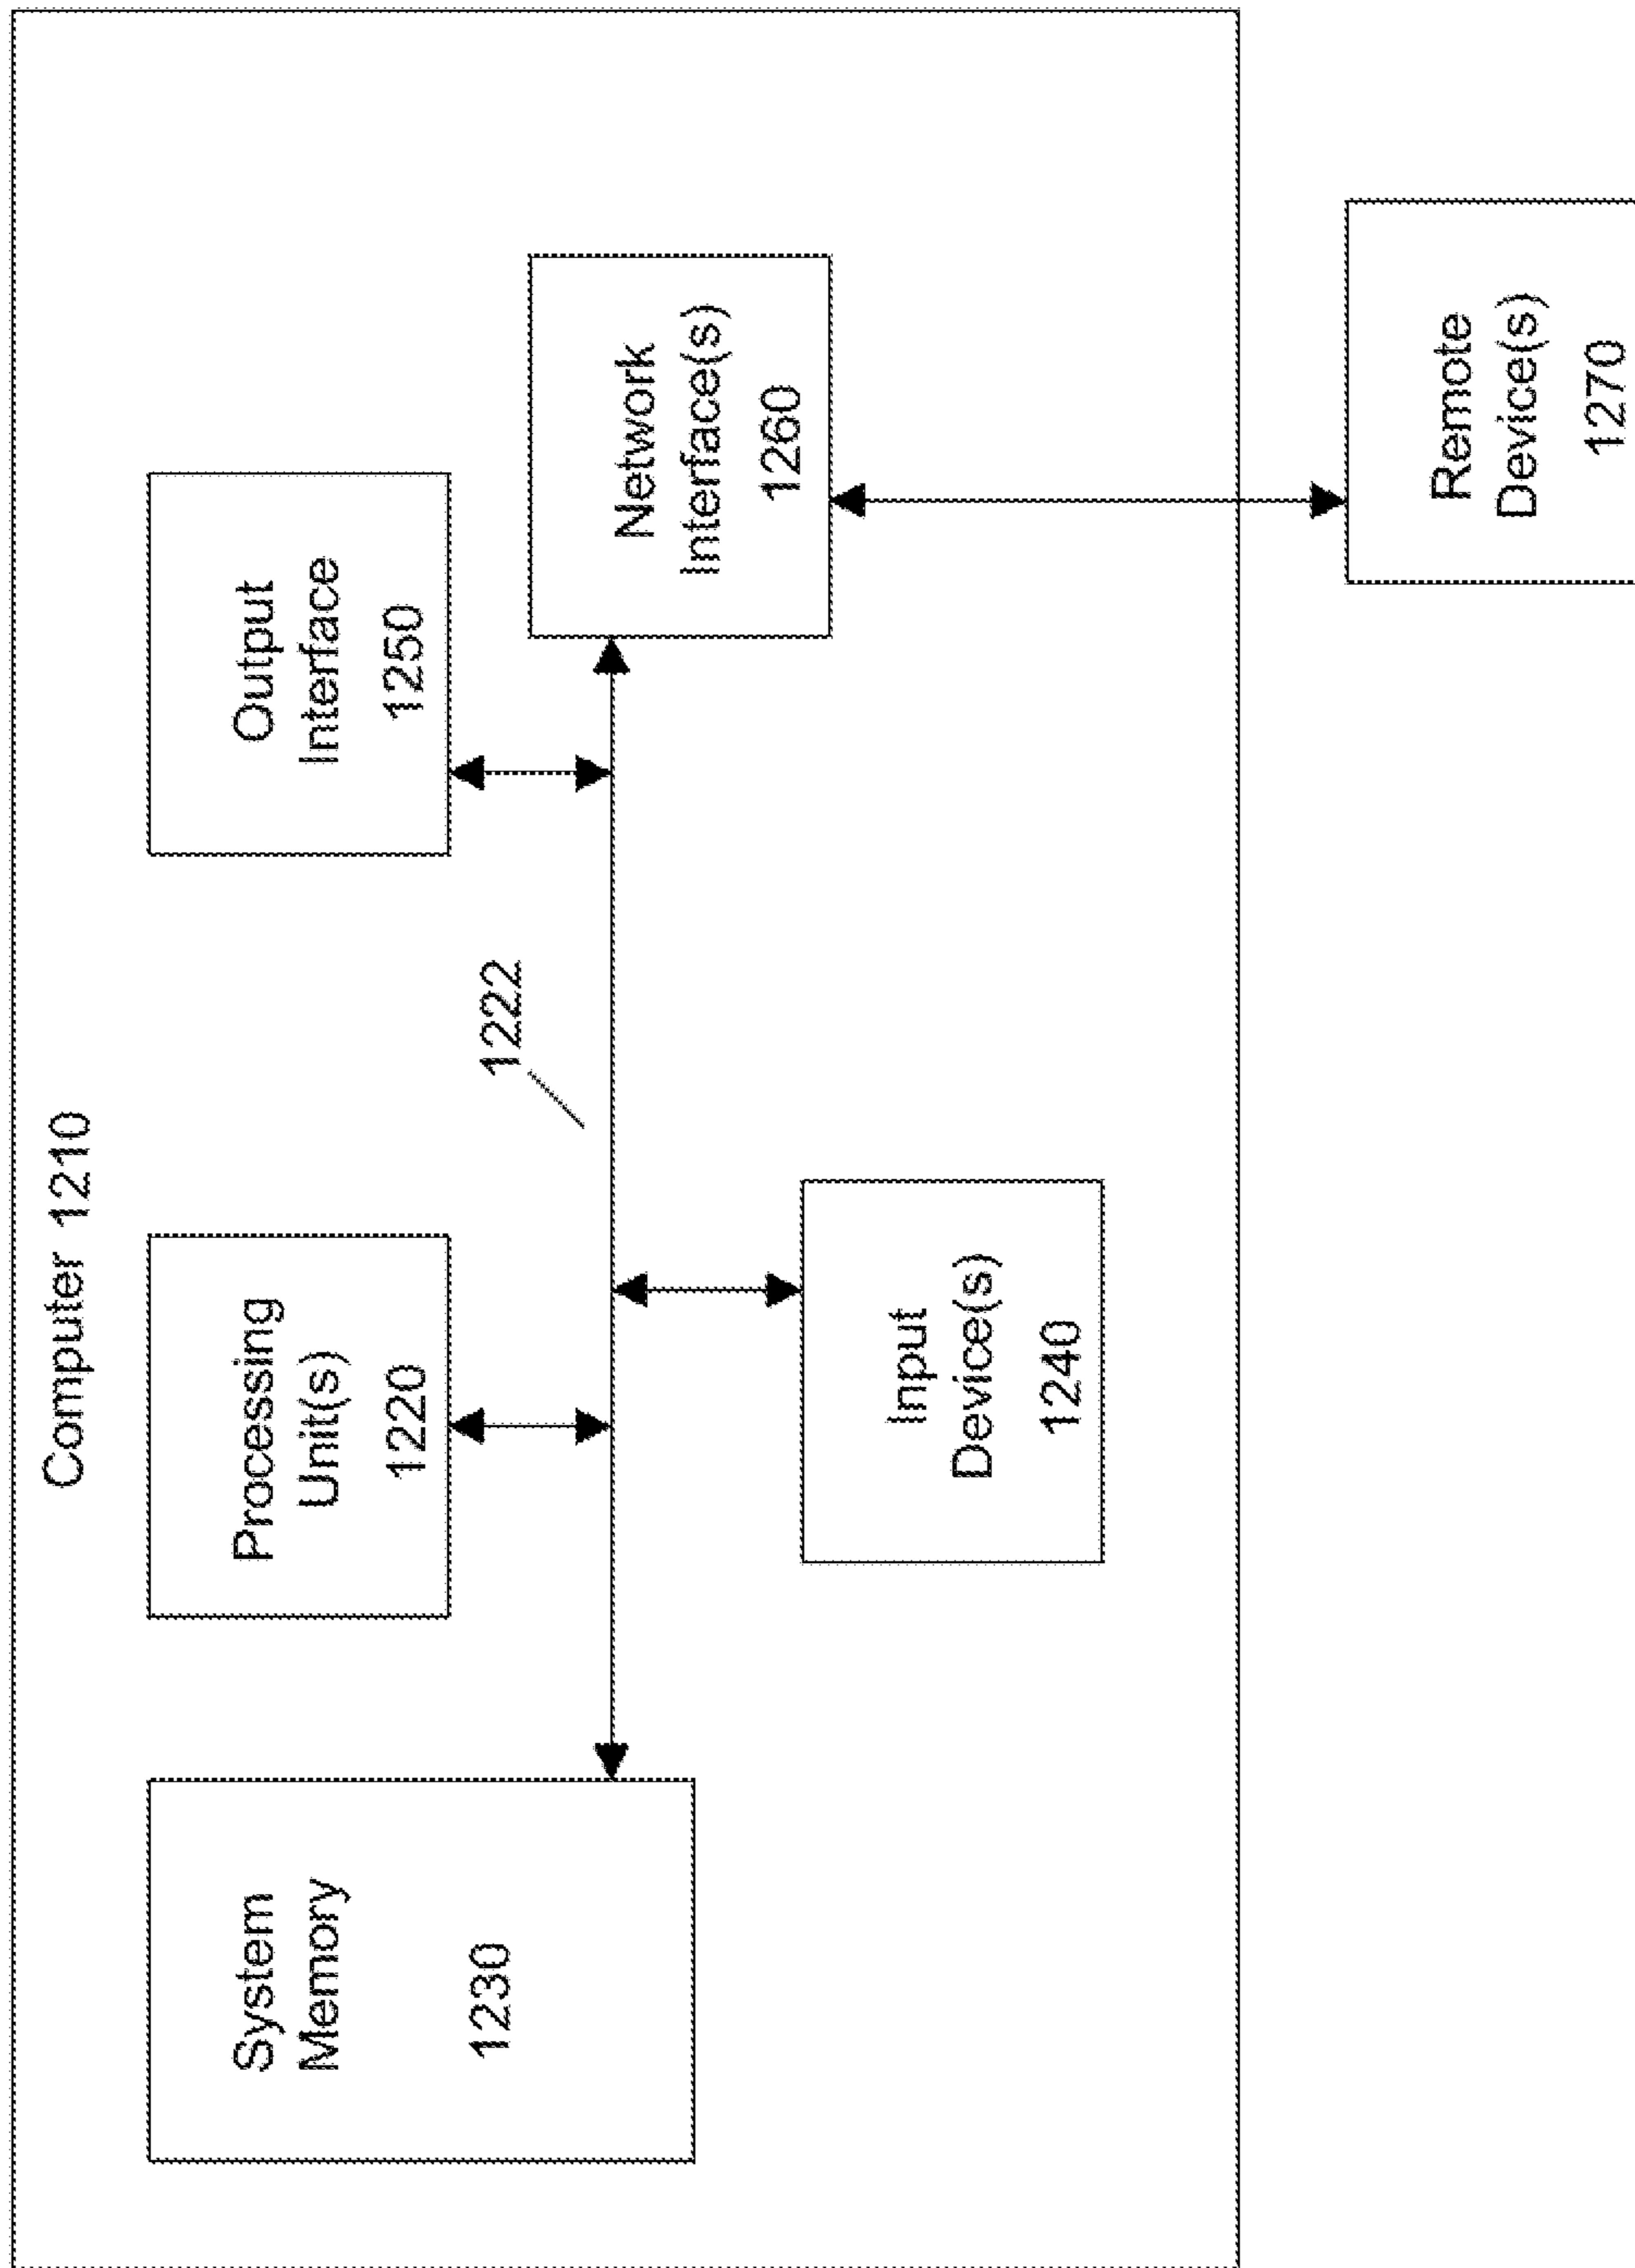 Computer 1210
System
Memory
1230
Processing
Unit(s)
1220
Output
Interface
1250
1222
Network
Interface(s)
1260
Input
Device(s)
1240
Remote
Device(s)
1270